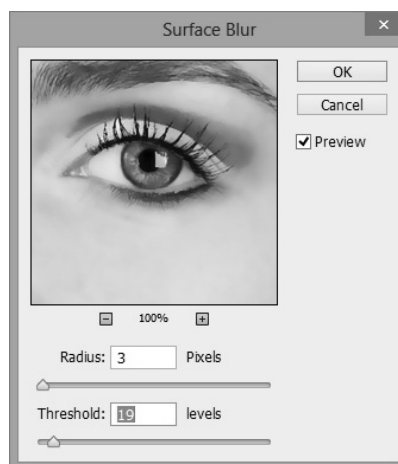 Surface Blur
OK
Cancel
Preview
100%
Radius: 3 Pixels
Threshold: 19 levels